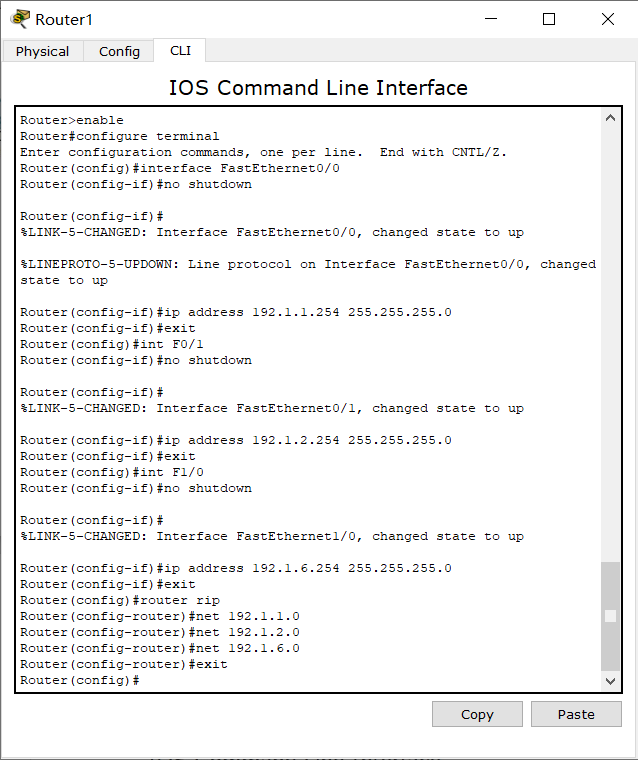 Router1
Physical Config CLI
IOS Command Line Interface
Router>enable
Router#configure terminal
Enter configuration commands, one per line.  End with CNTL/Z.
Router(config)#interface FastEthernet0/0
Router(config-if)#no shutdown
Router(config-if)#
%LINK-5-CHANGED: Interface FastEthernet0/0, changed state to up
%LINEPROTO-5-UPDOWN: Line protocol on Interface FastEthernet0/0, changed
state to up
Router(config-if)#ip address 192.1.1.254 255.255.255.0
Router(config-if)#exit
Router(config)#int F0/1
Router(config-if)#no shutdown
Router(config-if)#
%LINK-5-CHANGED: Interface FastEthernet0/1, changed state to up
Router(config-if)#ip address 192.1.2.254 255.255.255.0
Router(config-if)#exit
Router(config)#int F1/0
Router(config-if)#no shutdown
Router(config-if)#
%LINK-5-CHANGED: Interface FastEthernet1/0, changed state to up
Router(config-if)#ip address 192.1.6.254 255.255.255.0
Router(config-if)#exit
Router(config)#router rip
Router(config-router)#net 192.1.1.0
Router(config-router)#net 192.1.2.0
Router(config-router)#net 192.1.6.0
Router(config-router)#exit
Router(config)#
Copy Paste